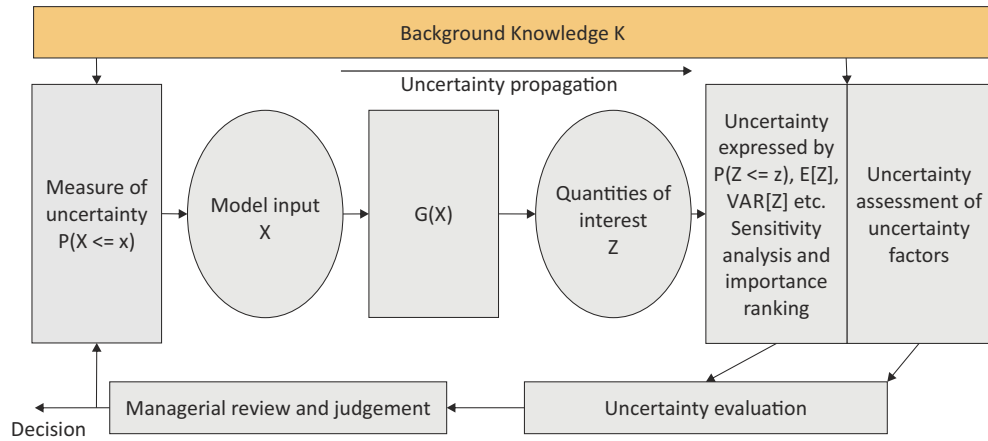 Background Knowledge K
Uncertainty propagation
Measure of
uncertainty
P(X <= x)
Model input
X
G(X)
Quantities of
interest
Z
Uncertainty
expressed by
P(Z <= z), E[Z],
VAR[Z] etc.
Sensitivity
analysis and
importance
ranking
Uncertainty
assessment of
uncertainty
factors
Decision
Managerial review and judgement
Uncertainty evaluation